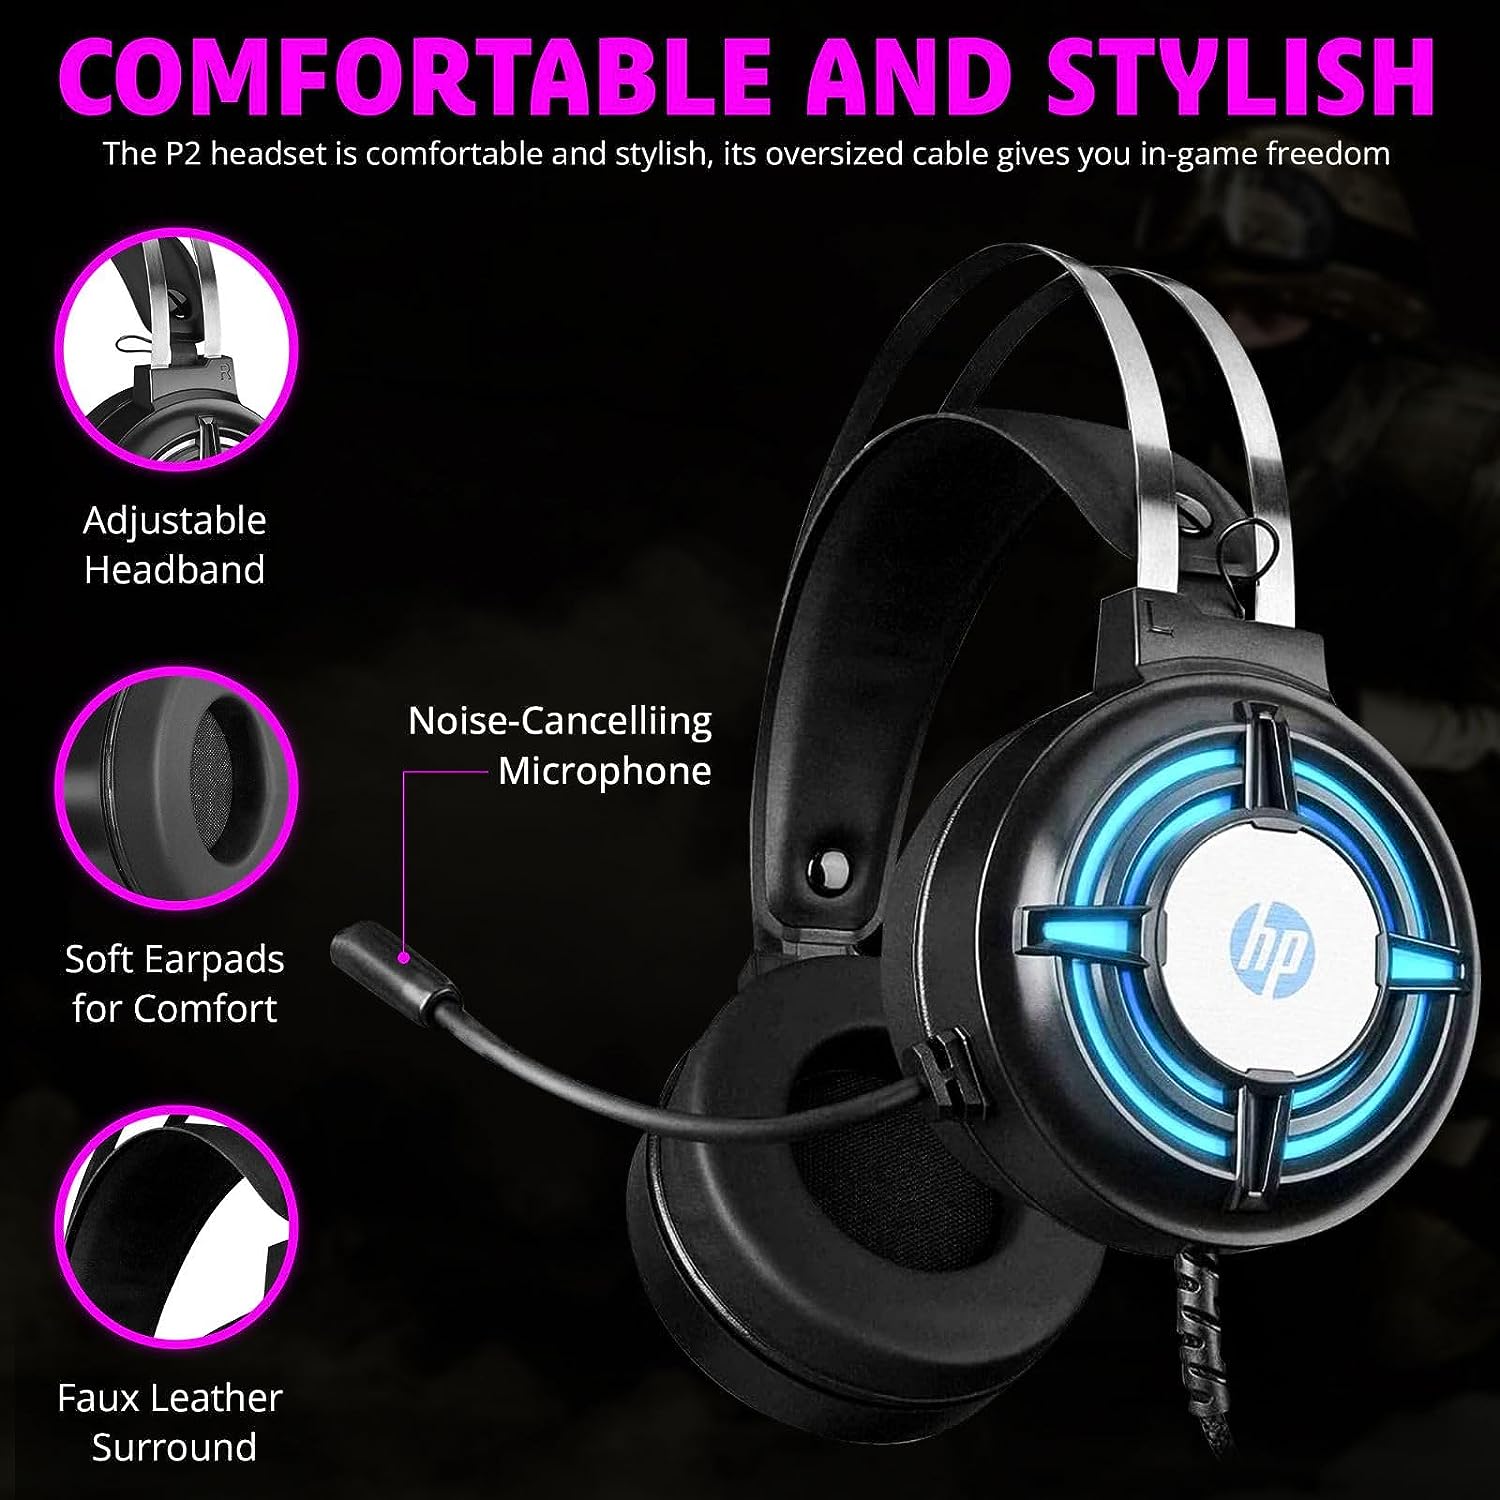 COMFORTABLE AND STYLISH
The P2 headset is comfortable and stylish, its oversized cable gives you in-game freedom
R
Adjustable
Headband
L
Noise-Cancelliing
Microphone
Soft Earpads
for Comfort
hp
Faux Leather
Surround